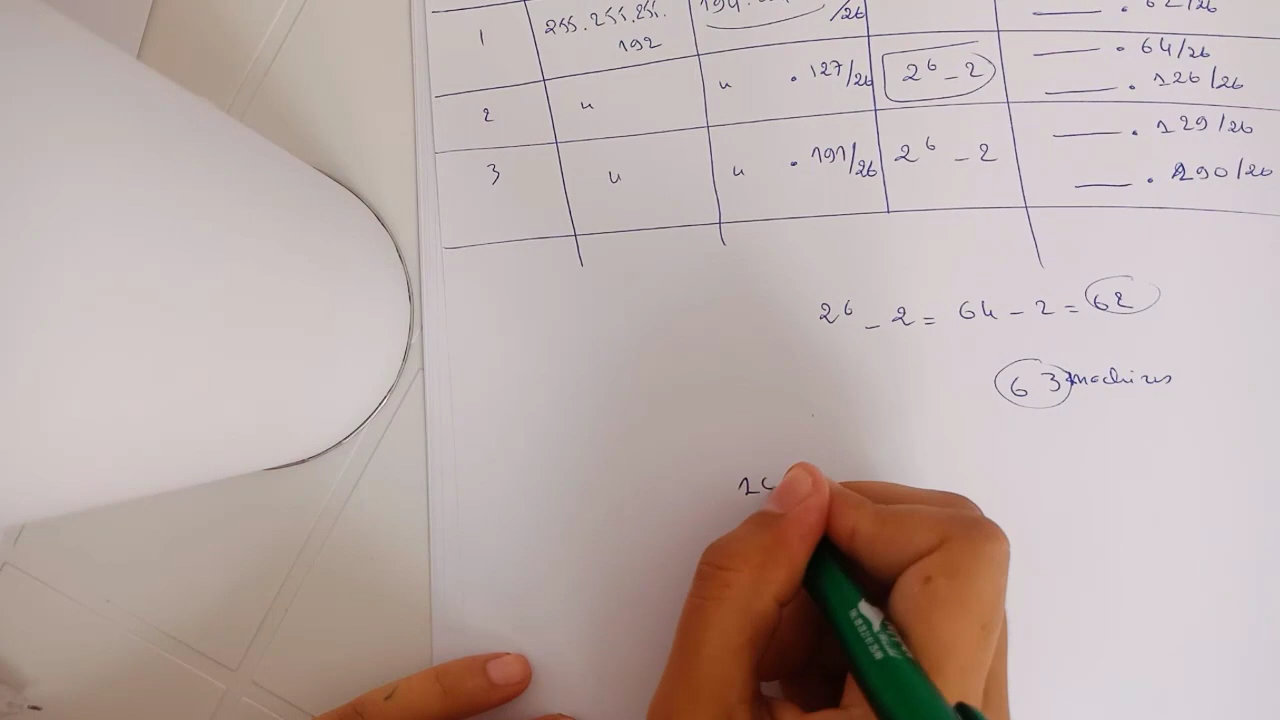 1 255.255.255. /26 . 62/26
192
2 " " . 127/26 2⁶ - 2 . 64/26
. 126/26
3 " " . 191/26 2⁶ - 2 . 129/26
. 190/26
2⁶ - 2 = 64 - 2 = 62
63 machines